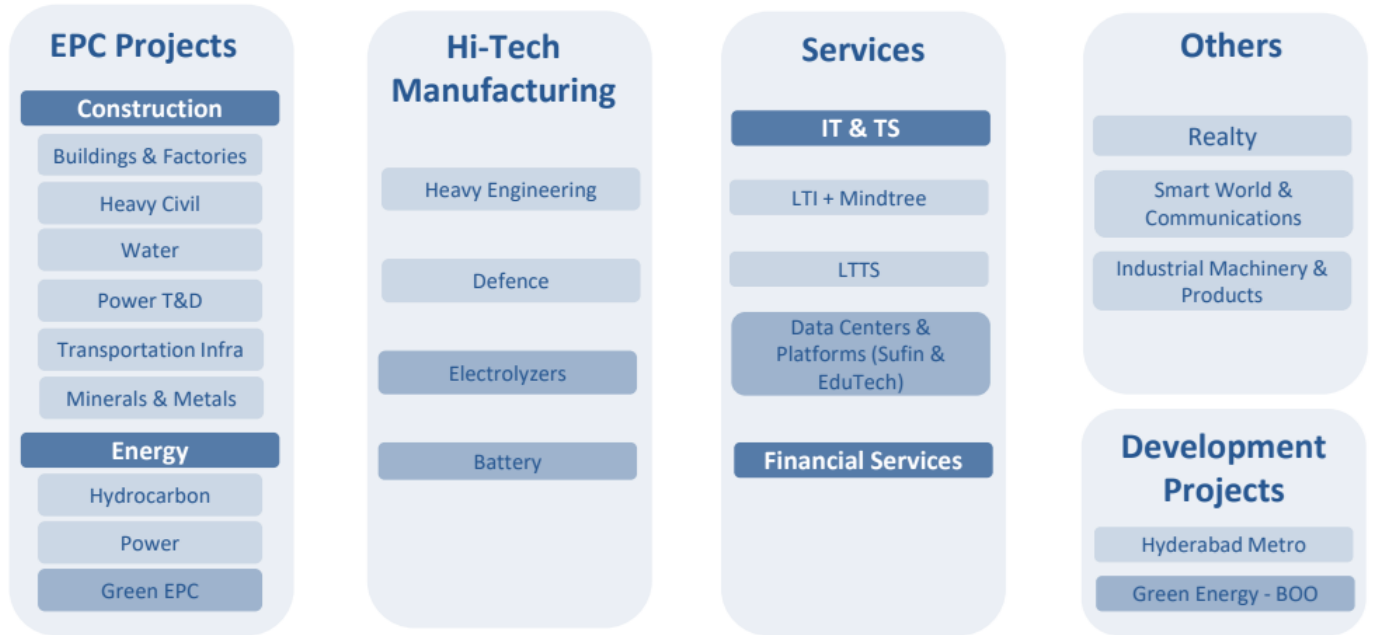 EPC Projects
Construction
Buildings & Factories
Heavy Civil
Water
Power T&D
Transportation Infra
Minerals & Metals
Energy
Hydrocarbon
Power
Green EPC
Hi-Tech
Manufacturing
Heavy Engineering
Defence
Electrolyzers
Battery
Services
IT & TS
LTI + Mindtree
LTTS
Data Centers &
Platforms (Sufin &
EduTech)
Financial Services
Others
Realty
Smart World &
Communications
Industrial Machinery &
Products
Development
Projects
Hyderabad Metro
Green Energy - BOO